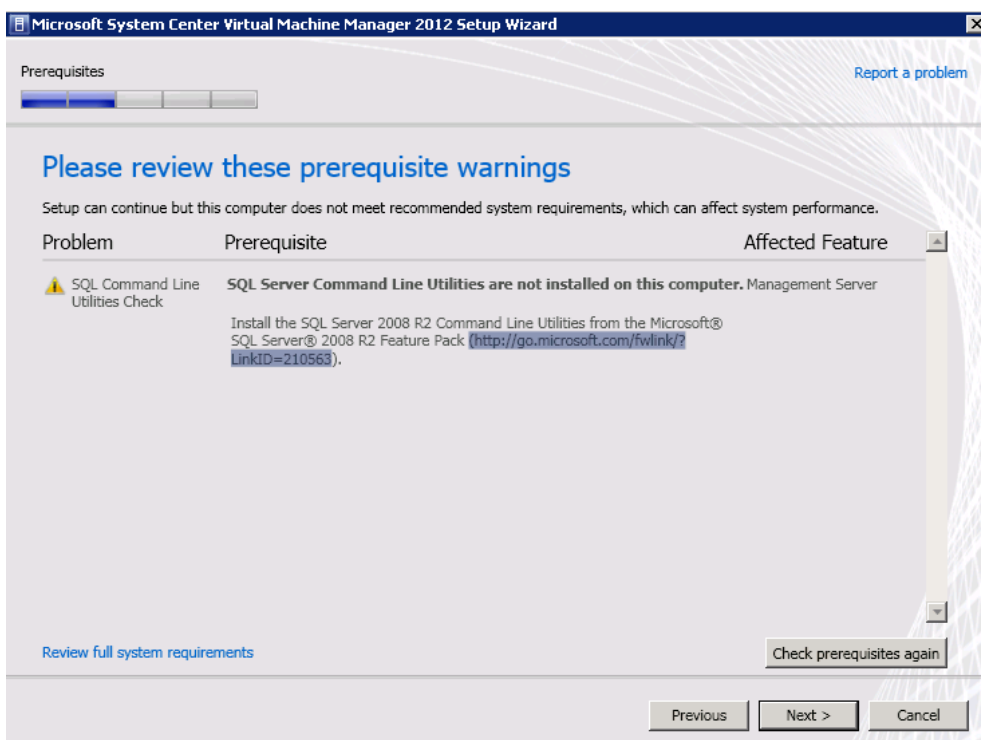 Microsoft System Center Virtual Machine Manager 2012 Setup Wizard
Prerequisites
Report a problem
Please review these prerequisite warnings
Setup can continue but this computer does not meet recommended system requirements, which can affect system performance.
Problem Prerequisite Affected Feature
SQL Command Line
Utilities Check
SQL Server Command Line Utilities are not installed on this computer. Management Server
Install the SQL Server 2008 R2 Command Line Utilities from the Microsoft®
SQL Server® 2008 R2 Feature Pack (http://go.microsoft.com/fwlink/?
LinkID=210563).
Review full system requirements
Check prerequisites again
Previous Next > Cancel